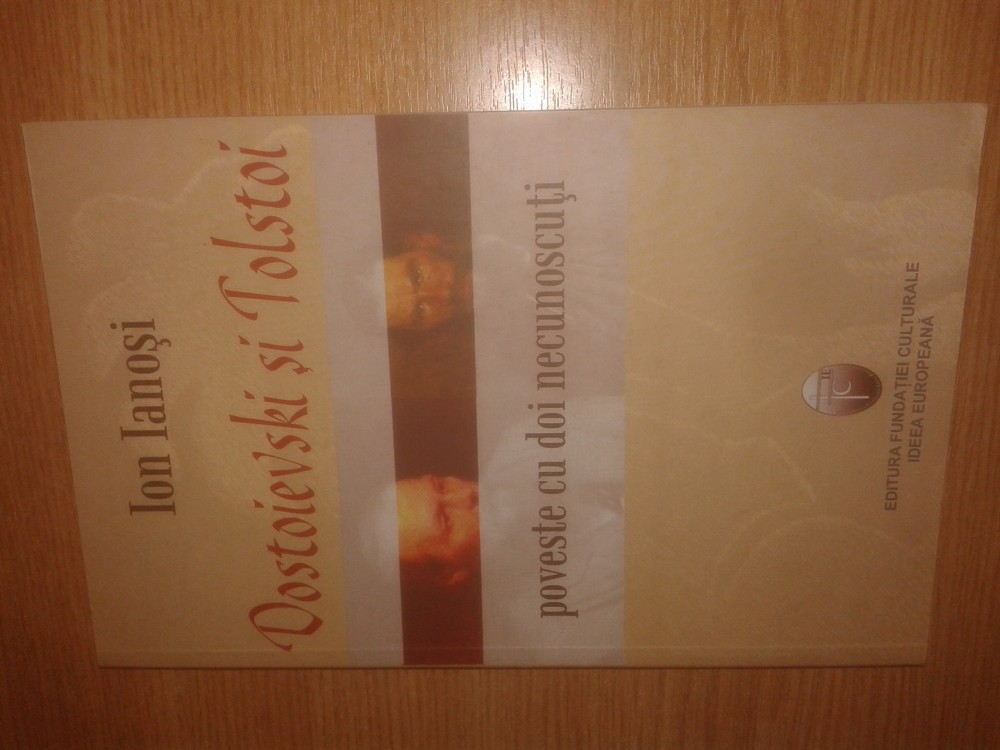 Ion Ianoşi
Dostoievski şi Tolstoi
poveste cu doi necunoscuţi
EDITURA FUNDAŢIEI CULTURALE
IDEEA EUROPEANĂ